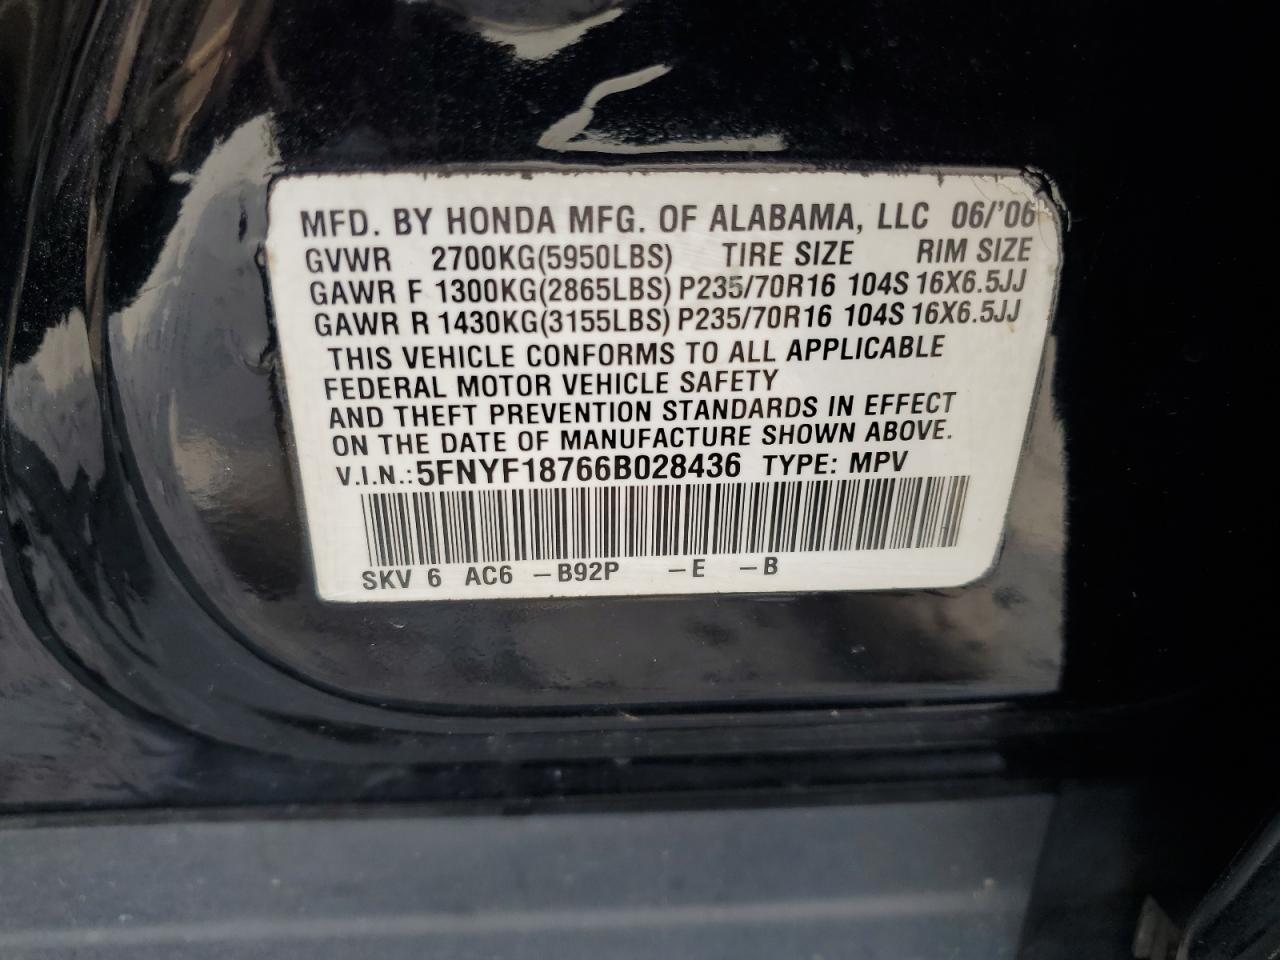 MFD. BY HONDA MFG. OF ALABAMA, LLC 06/'06
GVWR 2700KG(5950LBS) TIRE SIZE RIM SIZE
GAWR F 1300KG(2865LBS) P235/70R16 104S 16X6.5JJ
GAWR R 1430KG(3155LBS) P235/70R16 104S 16X6.5JJ
THIS VEHICLE CONFORMS TO ALL APPLICABLE
FEDERAL MOTOR VEHICLE SAFETY
AND THEFT PREVENTION STANDARDS IN EFFECT
ON THE DATE OF MANUFACTURE SHOWN ABOVE.
V.I.N.: 5FNYF18766B028436 TYPE: MPV
SKV 6 AC6 -B92P -E -B